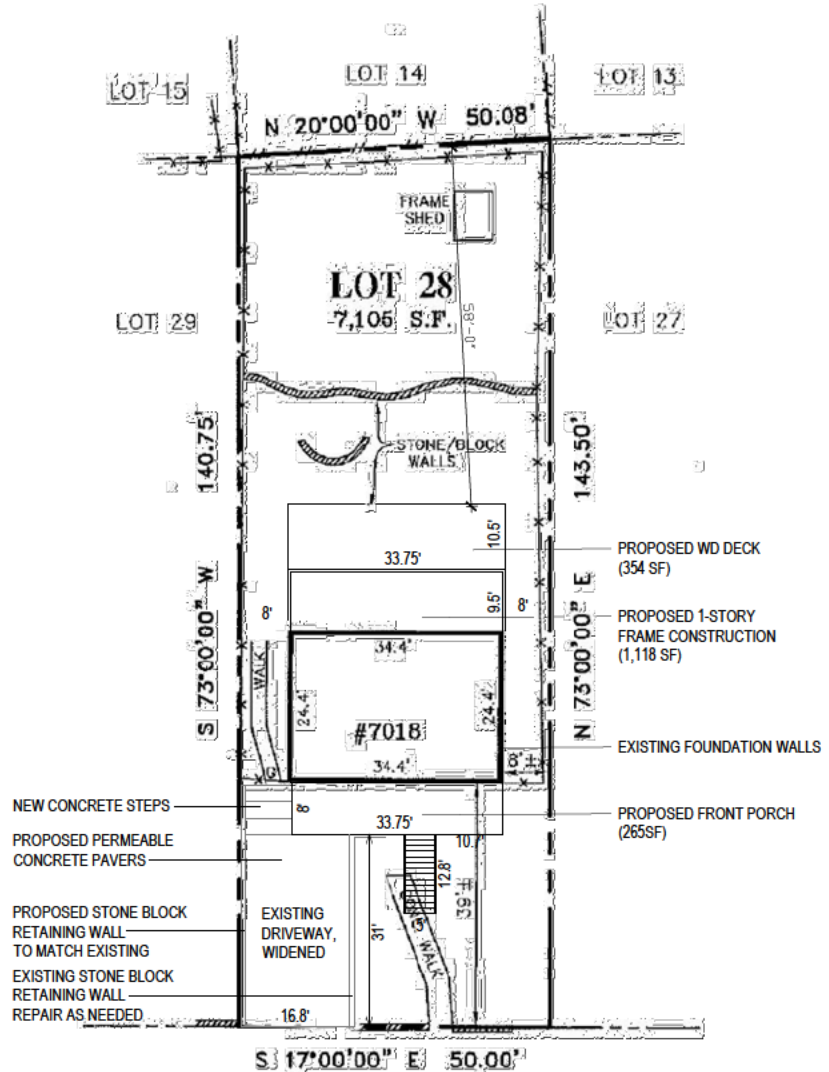 LOT 14
LOT 15
LOT 13
N 20°00'00" W 50.08'
FRAME
SHED
LOT 28
7,105 S.F.
58'-0"
LOT 29
LOT 27
140.75'
143.50'
STONE/BLOCK
WALLS
10.5'
33.75'
PROPOSED WD DECK
(354 SF)
9.5'
8'
8'
PROPOSED 1-STORY
FRAME CONSTRUCTION
(1,118 SF)
S 73°00'00" W
N 73°00'00" E
WALK
34.4'
24.4'
24.4'
#7018
34.4'
EXISTING FOUNDATION WALLS
8'±
G
NEW CONCRETE STEPS
8'
33.75'
PROPOSED FRONT PORCH
(265SF)
10.7'
PROPOSED PERMEABLE
CONCRETE PAVERS
12.8'
39'±
PROPOSED STONE BLOCK
RETAINING WALL
TO MATCH EXISTING
EXISTING
DRIVEWAY,
WIDENED
31'
5'
WALK
EXISTING STONE BLOCK
RETAINING WALL
REPAIR AS NEEDED
16.8'
S 17°00'00" E 50.00'